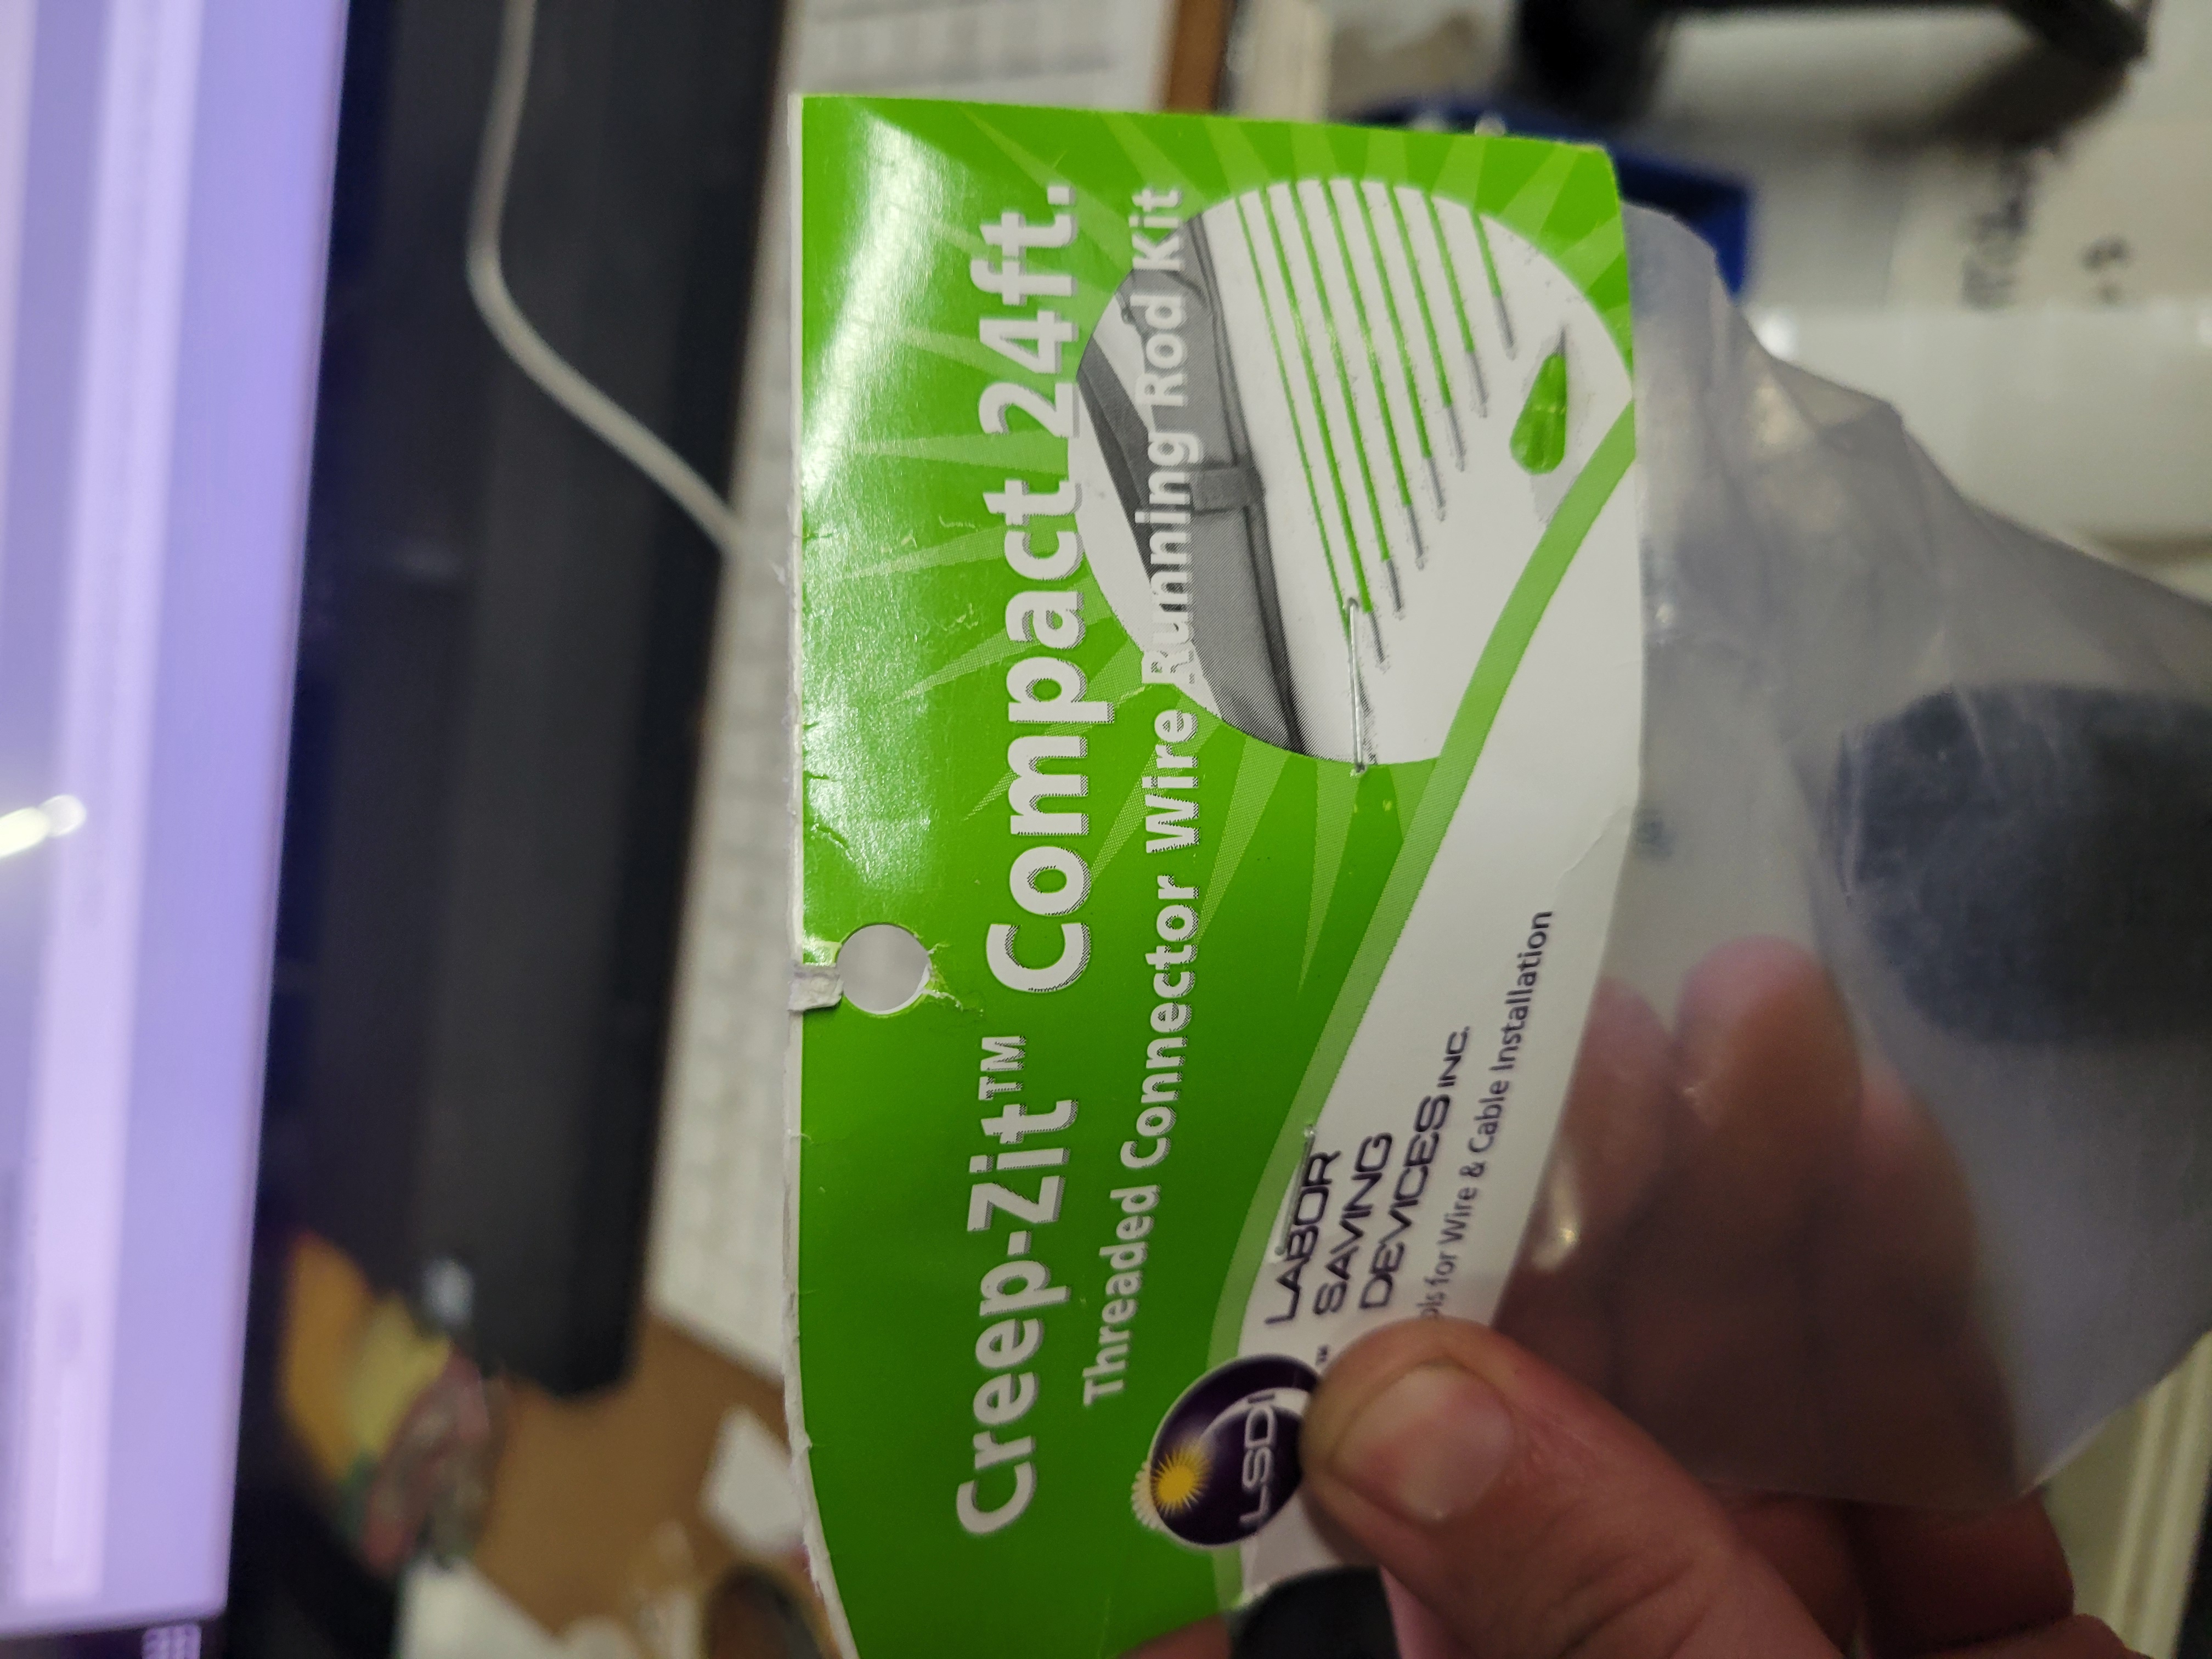 Creep-Zit™ Compact 24ft.
Threaded Connector Wire Running Rod Kit
LSDI
™
LABOR
SAVING
DEVICES INC.
for Wire & Cable Installation